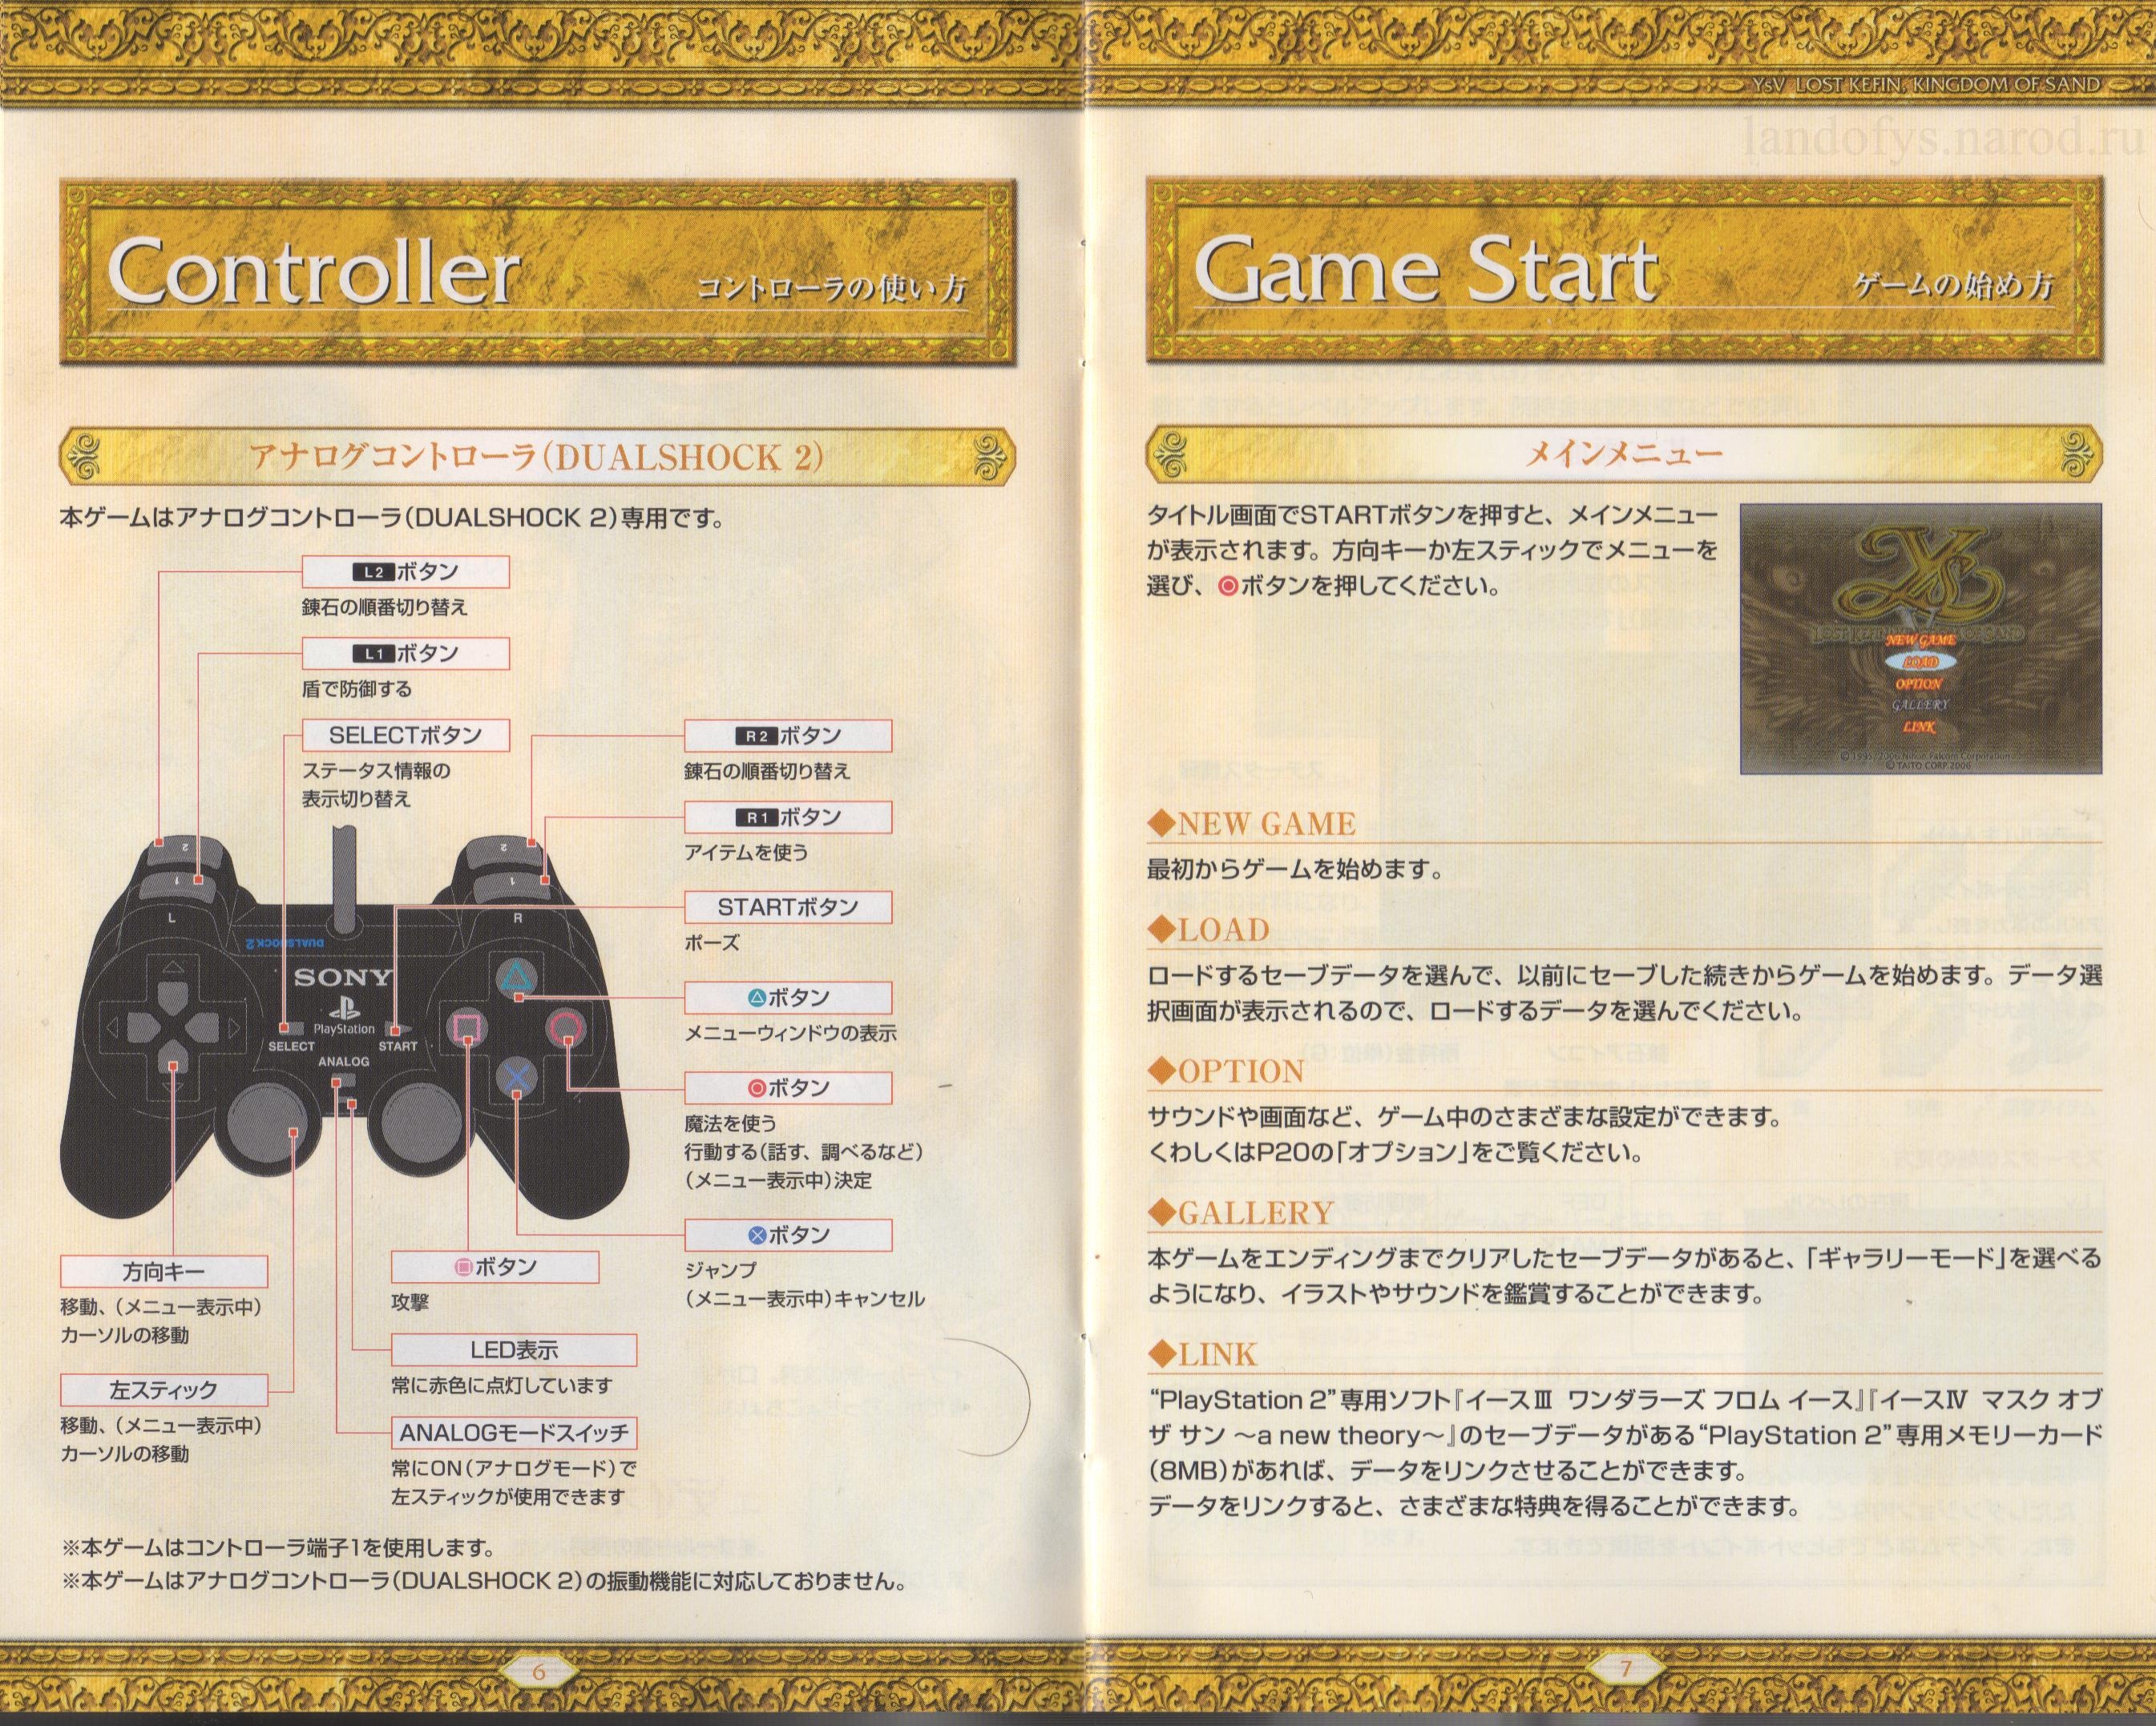 YsV LOST KEFIN, KINGDOM OF SAND
landofys.narod.ru
Controller
コントローラの使い方
アナログコントローラ(DUALSHOCK 2)
本ゲームはアナログコントローラ(DUALSHOCK 2)専用です。
L2ボタン
錬石の順番切り替え
L1ボタン
盾で防御する
SELECTボタン
ステータス情報の
表示切り替え
R2ボタン
錬石の順番切り替え
R1ボタン
アイテムを使う
STARTボタン
ポーズ
△ボタン
メニューウィンドウの表示
◎ボタン
魔法を使う
行動する(話す、調べるなど)
(メニュー表示中)決定
×ボタン
ジャンプ
(メニュー表示中)キャンセル
2
1
L
2
1
R
DUALSHOCK 2
SONY
PlayStation
SELECT
START
ANALOG
方向キー
移動、(メニュー表示中)
カーソルの移動
左スティック
移動、(メニュー表示中)
カーソルの移動
□ボタン
攻撃
LED表示
常に赤色に点灯しています
ANALOGモードスイッチ
常にON(アナログモード)で
左スティックが使用できます
※本ゲームはコントローラ端子1を使用します。
※本ゲームはアナログコントローラ(DUALSHOCK 2)の振動機能に対応しておりません。
6
Game Start
ゲームの始め方
メインメニュー
タイトル画面でSTARTボタンを押すと、メインメニュー
が表示されます。方向キーか左スティックでメニューを
選び、◎ボタンを押してください。
Ys
V
NEW GAME
LOAD
OPTION
GALLERY
LINK
© 1995, 2006 Nihon Falcom Corporation
© TAITO CORP. 2006
◆NEW GAME
最初からゲームを始めます。
◆LOAD
ロードするセーブデータを選んで、以前にセーブした続きからゲームを始めます。データ選
択画面が表示されるので、ロードするデータを選んでください。
◆OPTION
サウンドや画面など、ゲーム中のさまざまな設定ができます。
くわしくはP20の「オプション」をご覧ください。
◆GALLERY
本ゲームをエンディングまでクリアしたセーブデータがあると、「ギャラリーモード」を選べる
ようになり、イラストやサウンドを鑑賞することができます。
◆LINK
“PlayStation 2”専用ソフト『イースⅢ ワンダラーズ フロム イース』『イースⅣ マスク オブ
ザ サン ～a new theory～』のセーブデータがある“PlayStation 2”専用メモリーカード
(8MB)があれば、データをリンクさせることができます。
データをリンクすると、さまざまな特典を得ることができます。
7